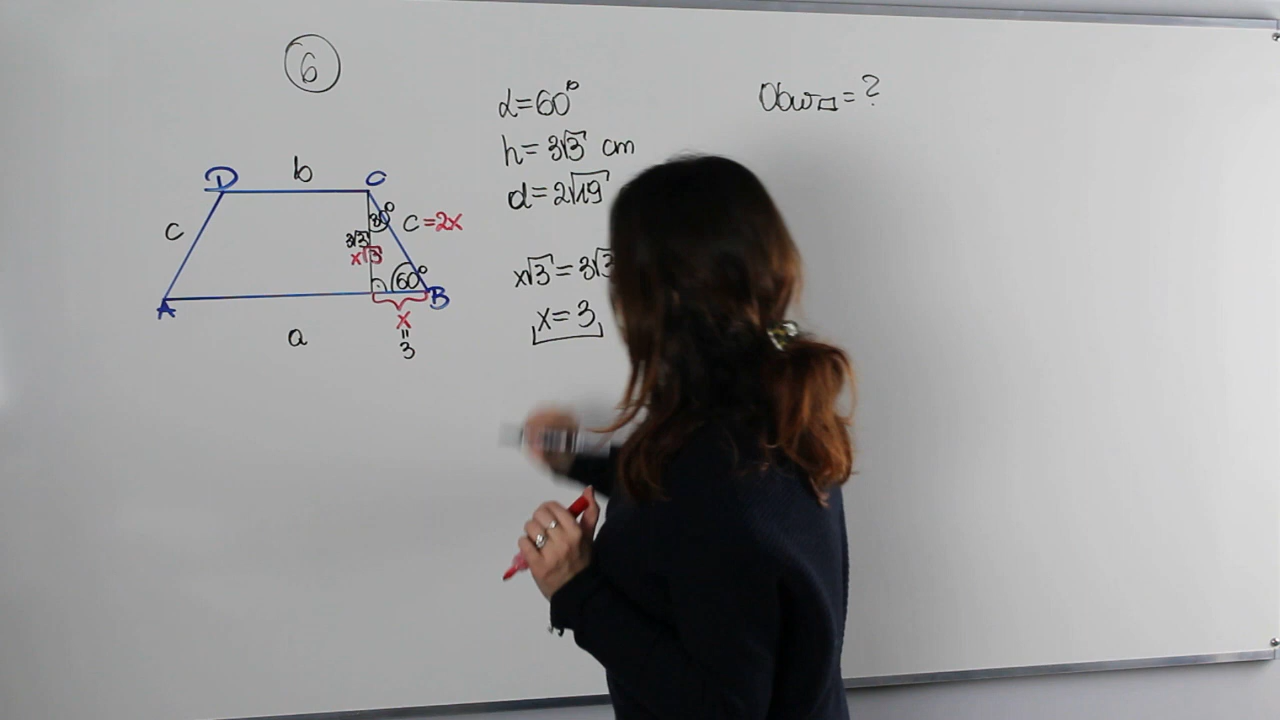 6
α=60°
h=3√3 cm
d=2√19
x√3=3√3
x=3
Obw▱=?
D
b
C
c
30°
c=2x
3√3
x√3
60°
A
B
a
x
=
3